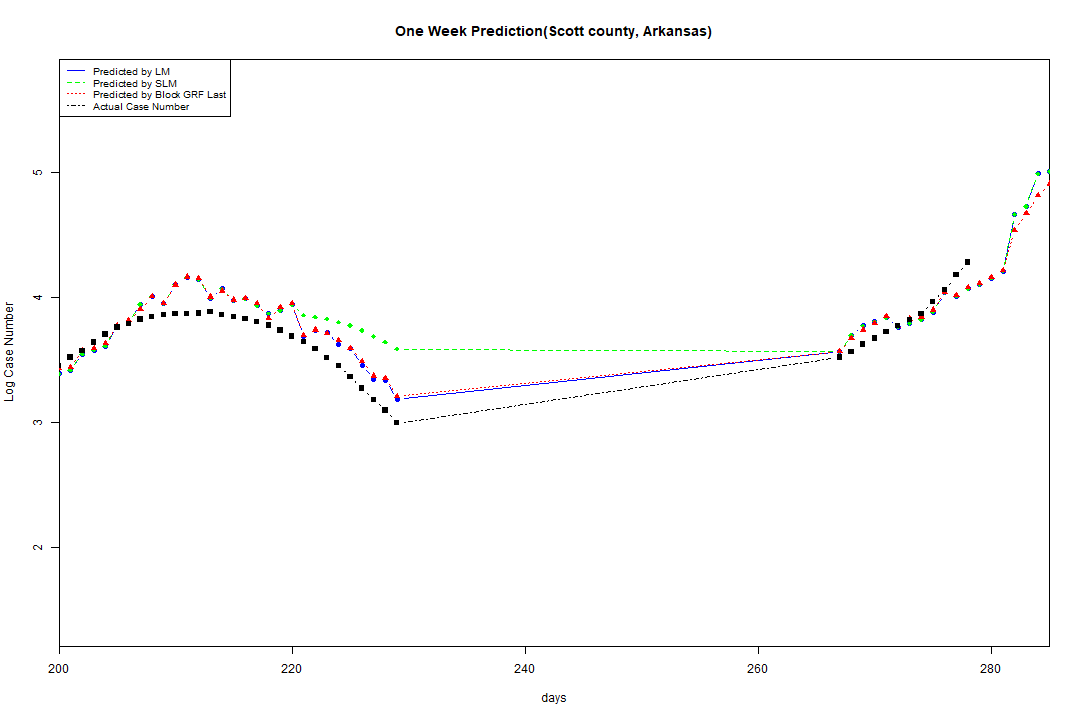 One Week Prediction(Scott county, Arkansas)
Predicted by LM
Predicted by SLM
Predicted by Block GRF Last
Actual Case Number
Log Case Number
5
4
3
2
200 220 240 260 280
days